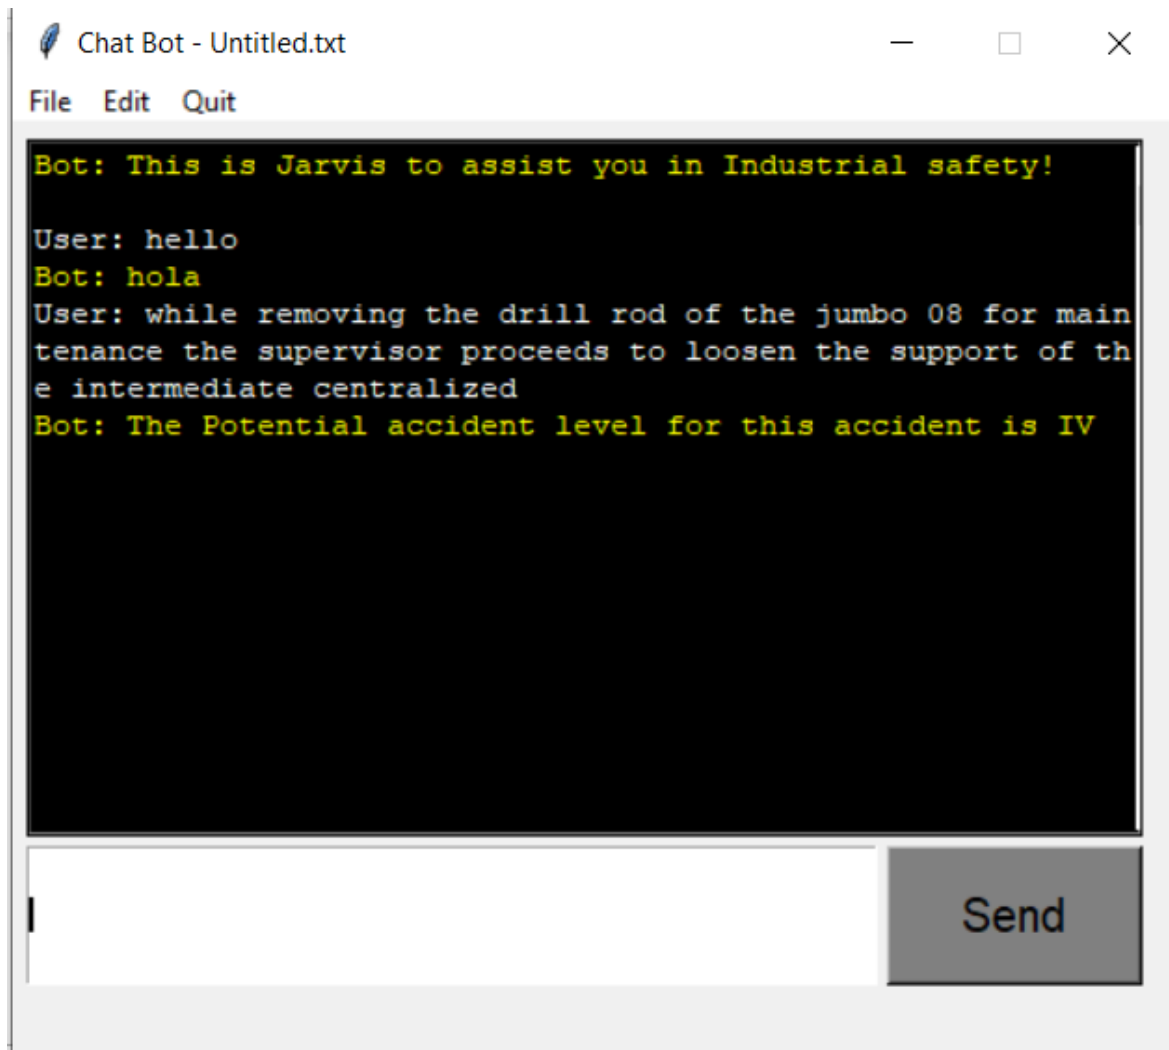 Chat Bot - Untitled.txt
File Edit Quit
Bot: This is Jarvis to assist you in Industrial safety!
User: hello
Bot: hola
User: while removing the drill rod of the jumbo 08 for main
tenance the supervisor proceeds to loosen the support of th
e intermediate centralized
Bot: The Potential accident level for this accident is IV
Send